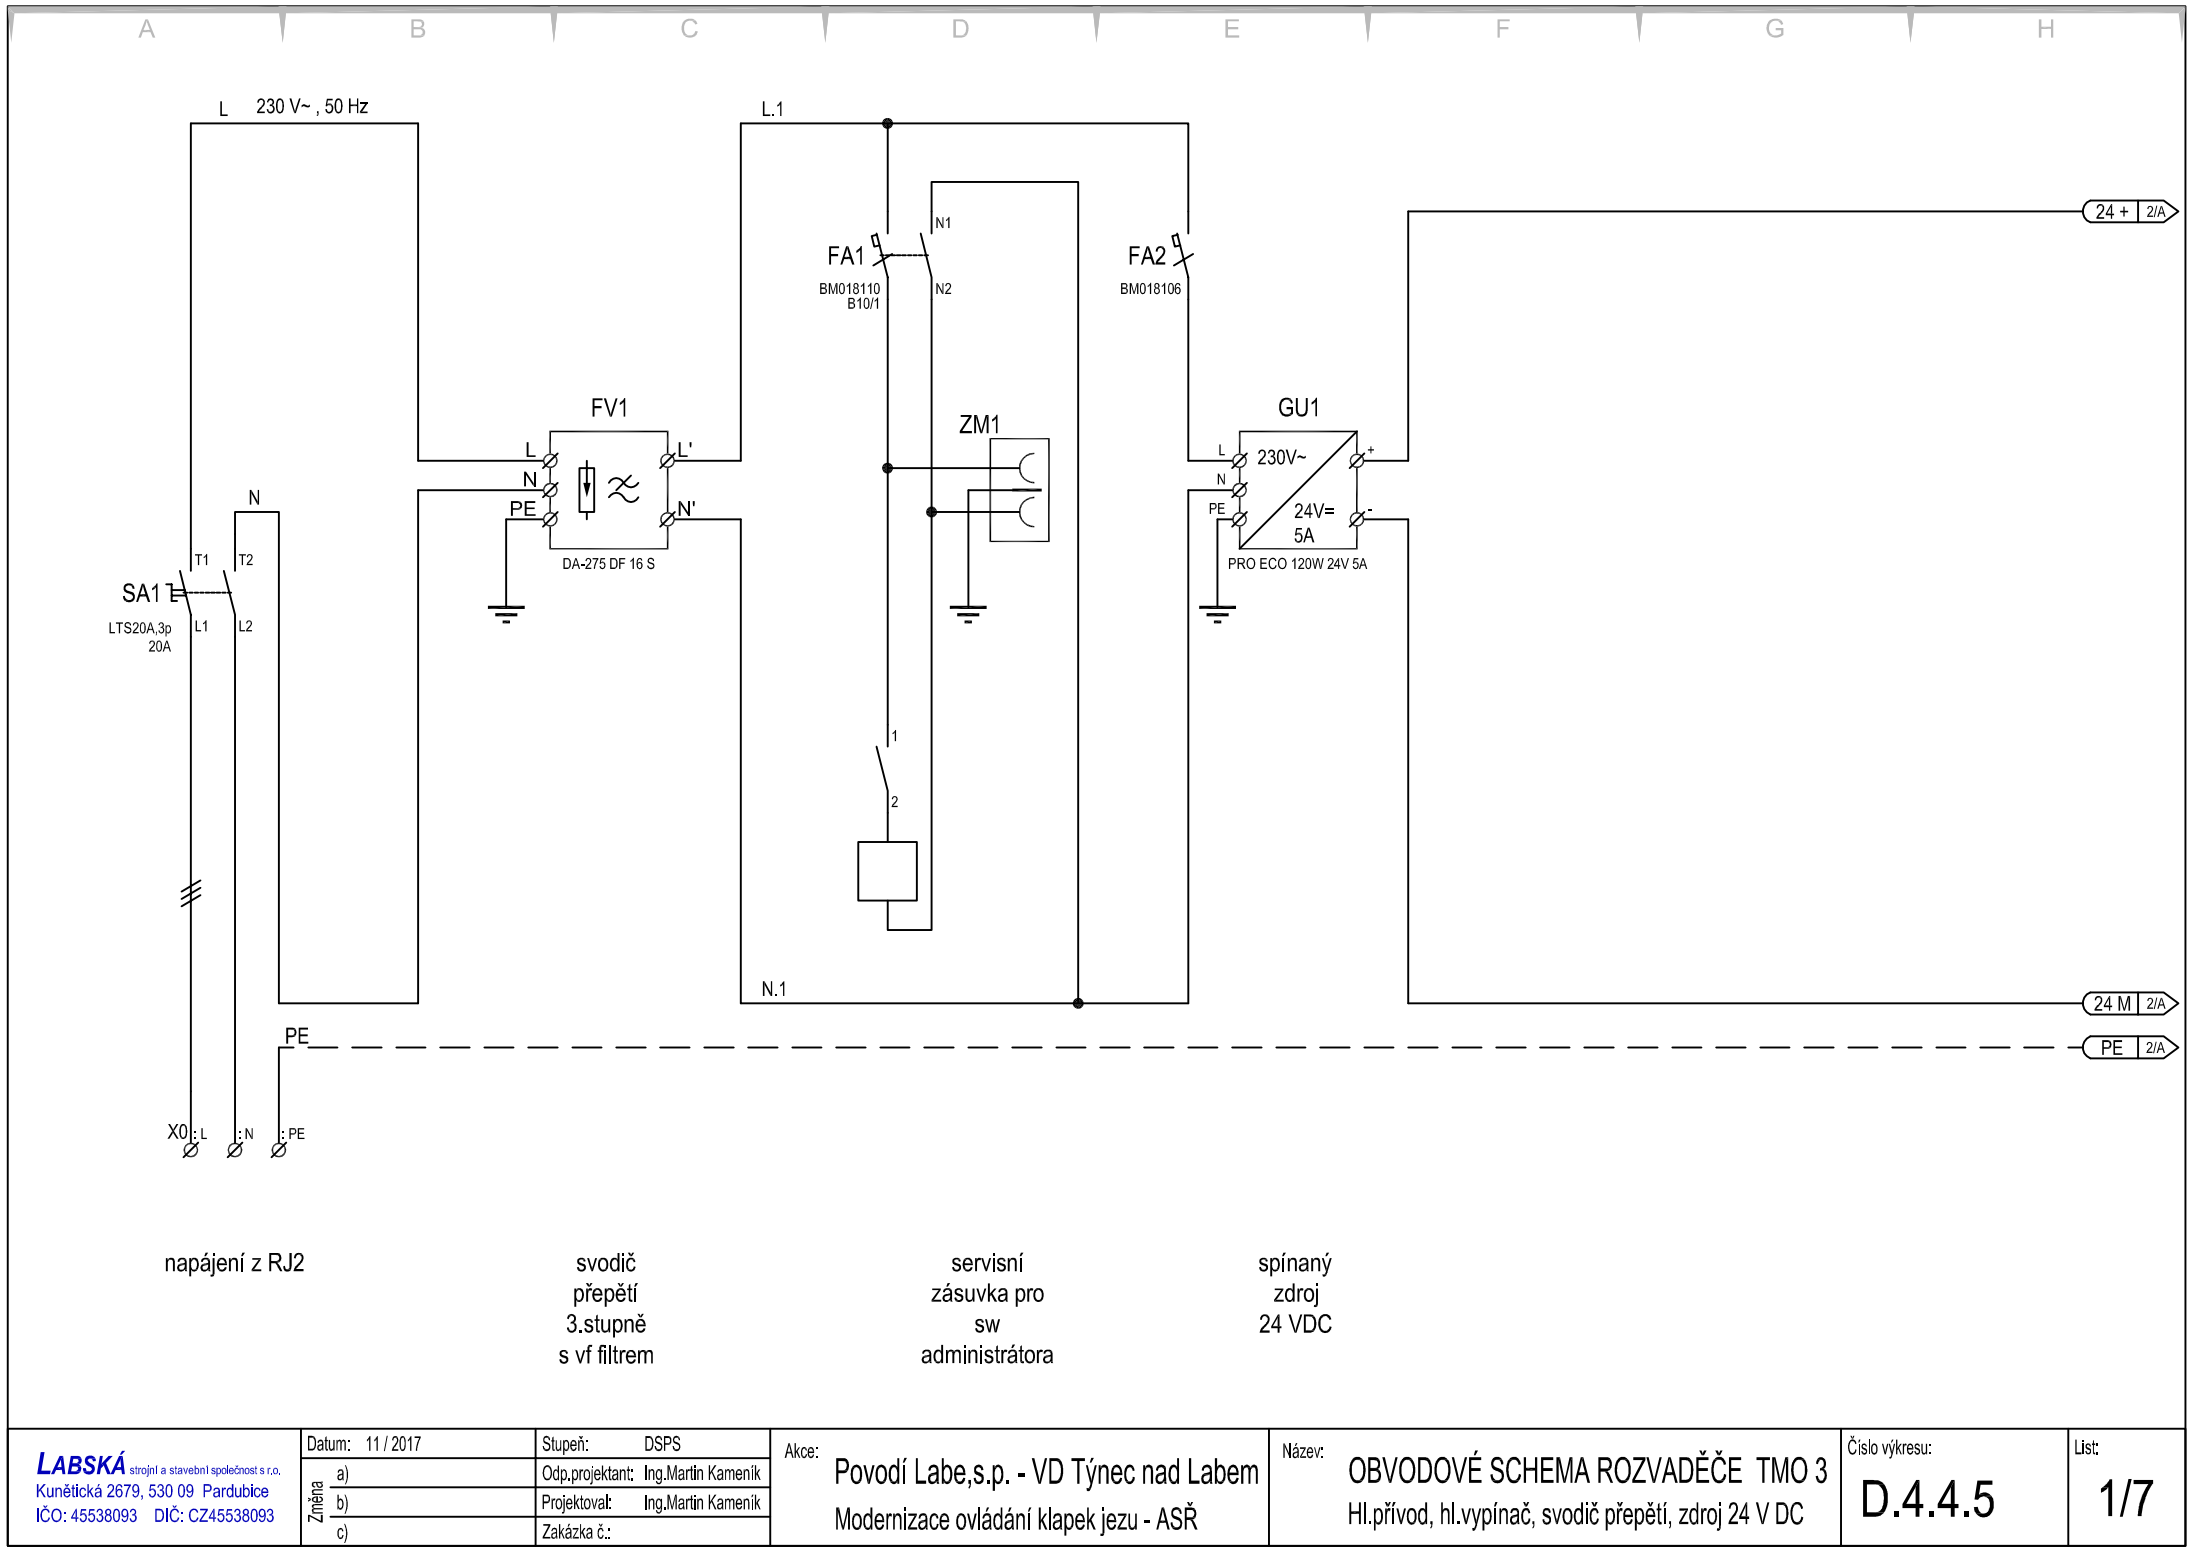 A B C D E F G H
L 230 V~ , 50 Hz
L.1
24 + 2/A
N1
FA1
BM018110
B10/1
N2
FA2
BM018106
FV1
L
N
PE
L'
N'
DA-275 DF 16 S
ZM1
GU1
L
N
PE
230V~
24V=
5A
+
-
PRO ECO 120W 24V 5A
N
T1 T2
SA1
LTS20A,3p
20A
L1 L2
1
2
N.1
24 M 2/A
PE
PE 2/A
X0 :L :N :PE
napájení z RJ2
svodič
přepětí
3.stupně
s vf filtrem
servisní
zásuvka pro
sw
administrátora
spínaný
zdroj
24 VDC
LABSKÁ strojní a stavební společnost s r.o.
Kunětická 2679, 530 09 Pardubice
IČO: 45538093 DIČ: CZ45538093
Datum: 11 / 2017
Změna
a)
b)
c)
Stupeň: DSPS
Odp.projektant: Ing.Martin Kameník
Projektoval: Ing.Martin Kameník
Zakázka č.:
Akce:
Povodí Labe,s.p. - VD Týnec nad Labem
Modernizace ovládání klapek jezu - ASŘ
Název:
OBVODOVÉ SCHEMA ROZVADĚČE TMO 3
Hl.přívod, hl.vypínač, svodič přepětí, zdroj 24 V DC
Číslo výkresu:
D.4.4.5
List:
1/7